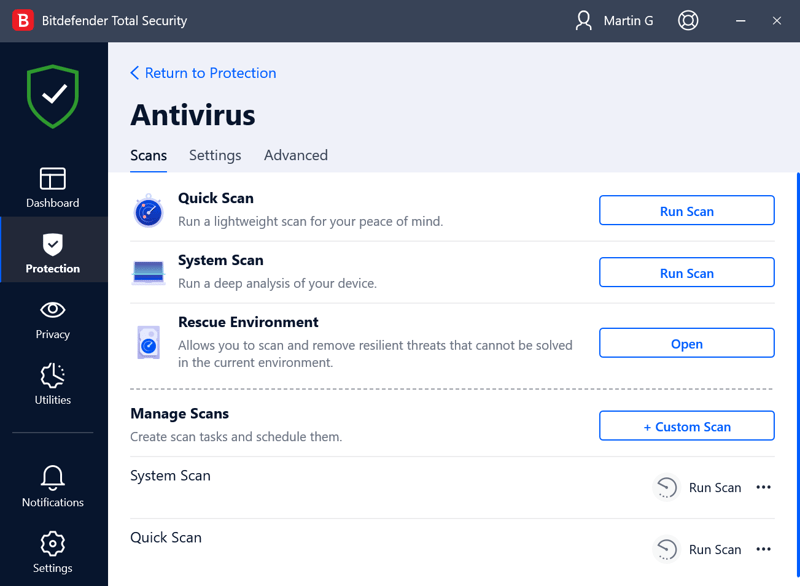 B Bitdefender Total Security
Martin G
Dashboard
Protection
Privacy
Utilities
Notifications
Settings
Return to Protection
Antivirus
Scans Settings Advanced
Quick Scan
Run a lightweight scan for your peace of mind.
Run Scan
System Scan
Run a deep analysis of your device.
Run Scan
Rescue Environment
Allows you to scan and remove resilient threats that cannot be solved
in the current environment.
Open
Manage Scans
Create scan tasks and schedule them.
+ Custom Scan
System Scan
Run Scan
Quick Scan
Run Scan